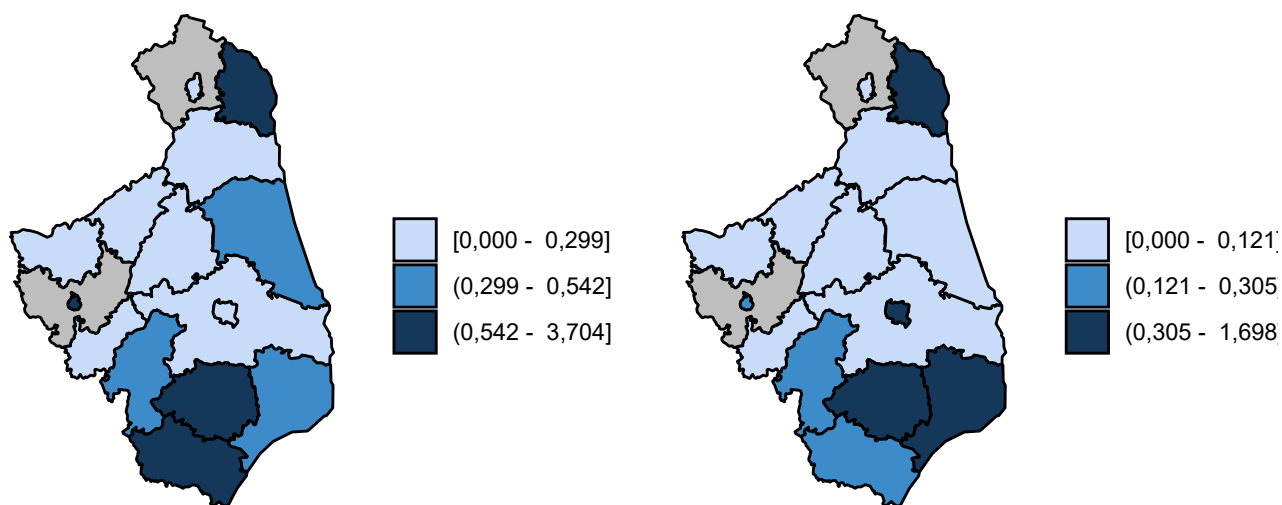 [0,000 - 0,299]
(0,299 - 0,542]
(0,542 - 3,704]
[0,000 - 0,121]
(0,121 - 0,305]
(0,305 - 1,698]